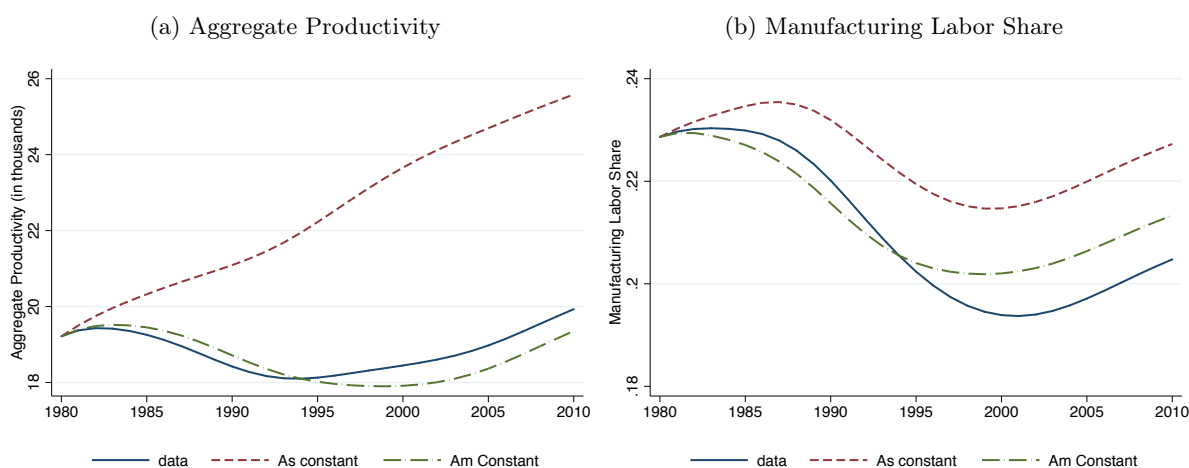 (a) Aggregate Productivity
Aggregate Productivity (in thousands)
26
24
22
20
18
1980 1985 1990 1995 2000 2005 2010
data As constant Am Constant
(b) Manufacturing Labor Share
Manufacturing Labor Share
.24
.22
.2
.18
1980 1985 1990 1995 2000 2005 2010
data As constant Am Constant